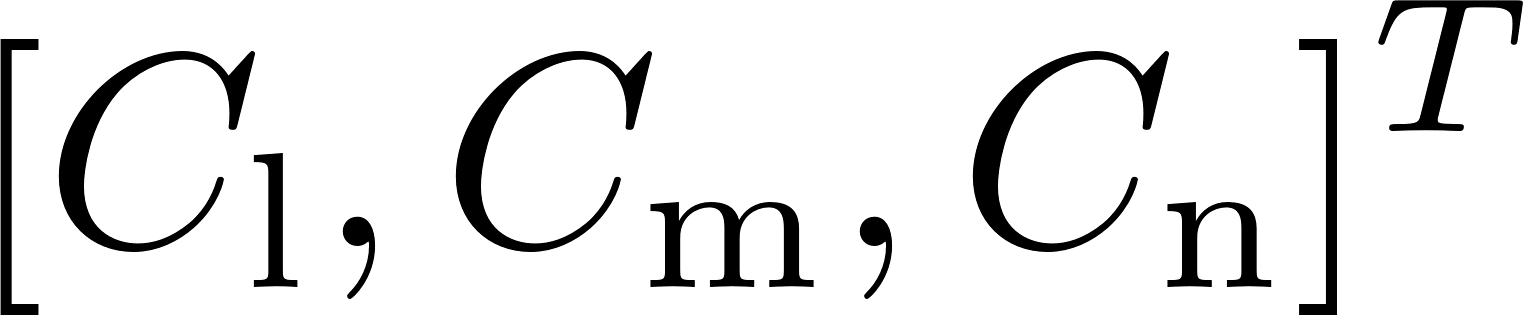 [C_l, C_m, C_n]^T